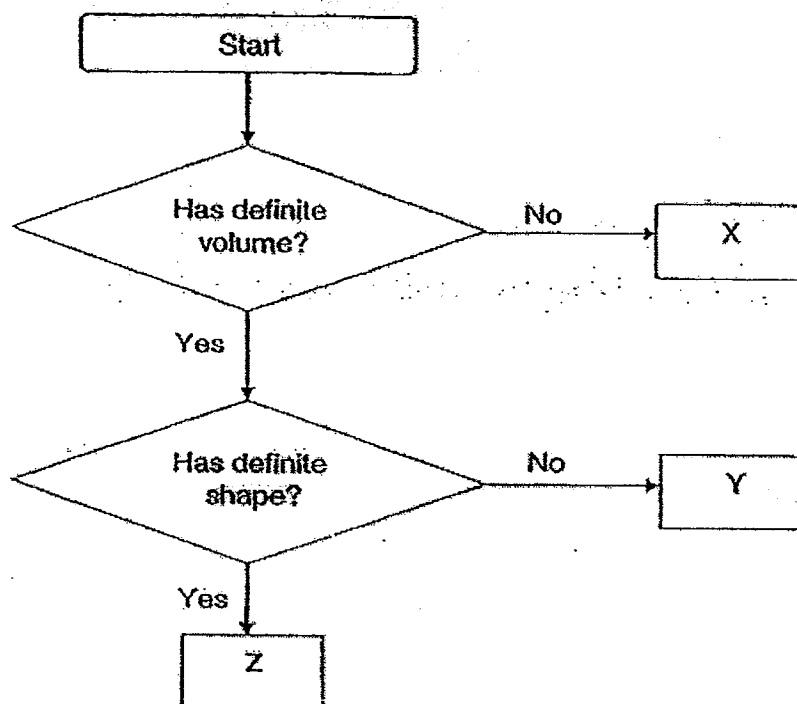 Start
Has definite
volume?
No
X
Yes
Has definite
shape?
No
Y
Yes
Z